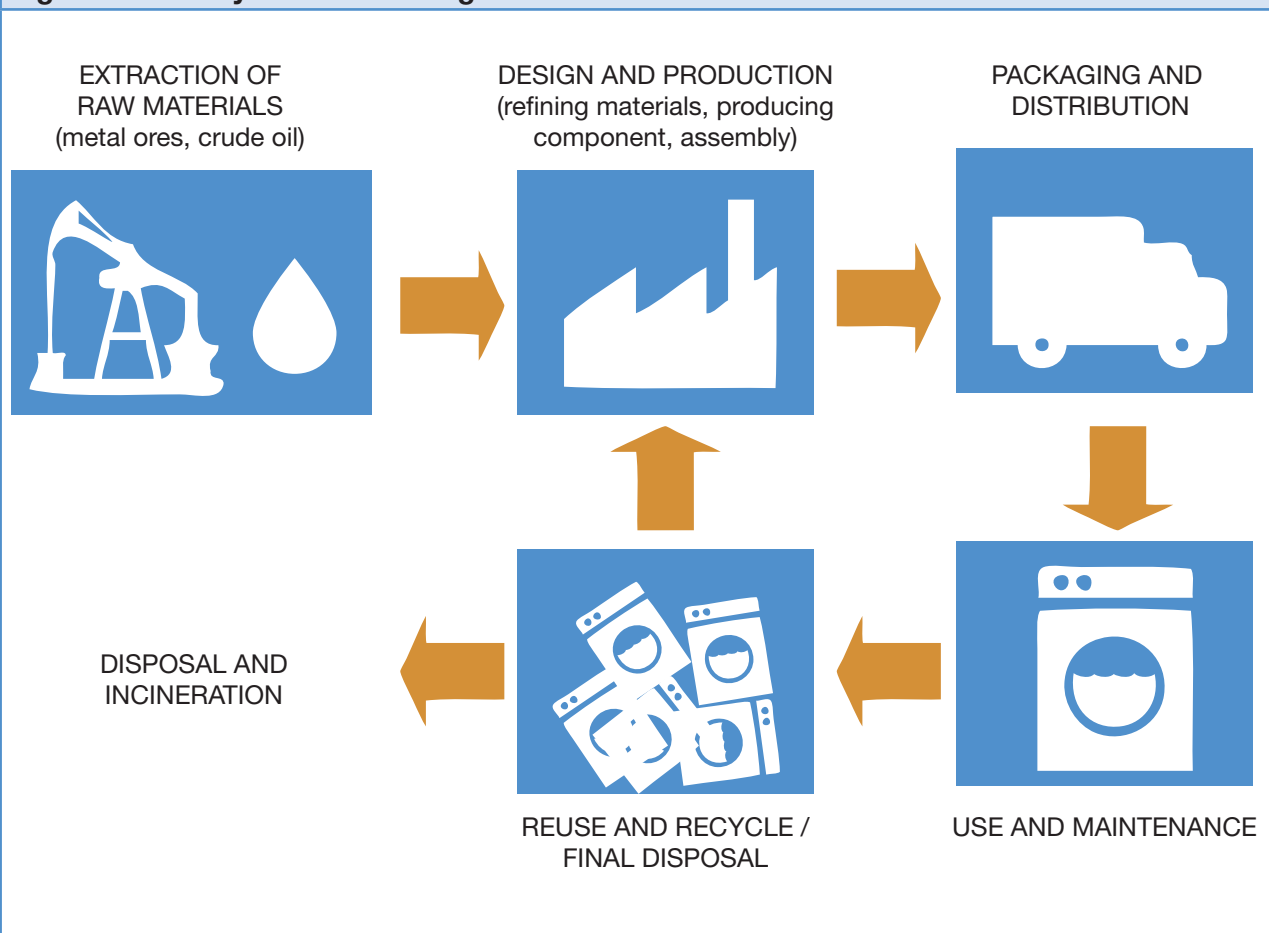 EXTRACTION OF
RAW MATERIALS
(metal ores, crude oil)
DESIGN AND PRODUCTION
(refining materials, producing
component, assembly)
PACKAGING AND
DISTRIBUTION
DISPOSAL AND
INCINERATION
REUSE AND RECYCLE /
FINAL DISPOSAL
USE AND MAINTENANCE